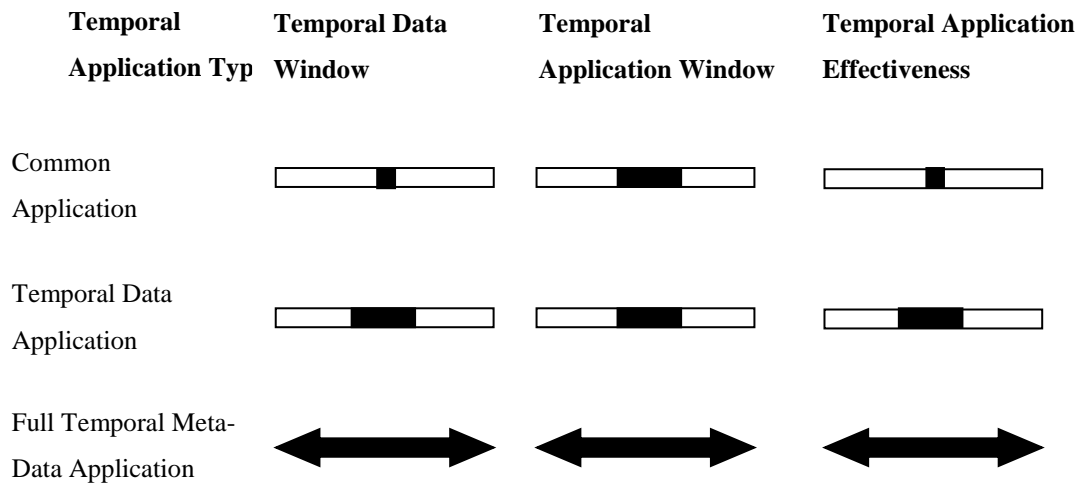 Temporal
Application Typ
Temporal Data
Window
Temporal
Application Window
Temporal Application
Effectiveness
Common
Application
Temporal Data
Application
Full Temporal Meta-
Data Application